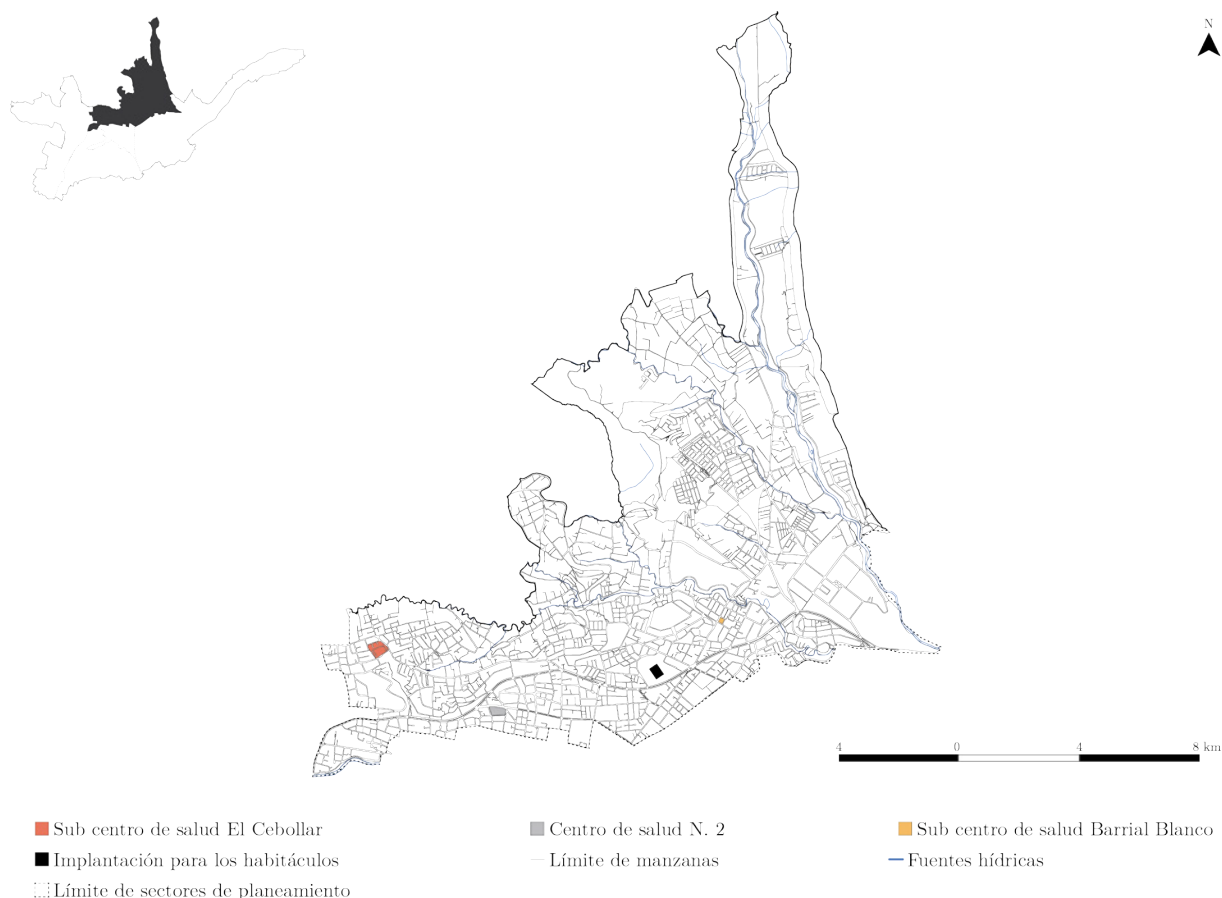 N
4 0 4 8 km
Sub centro de salud El Cebollar
Centro de salud N. 2
Sub centro de salud Barrial Blanco
Implantación para los habitáculos
Límite de manzanas
Fuentes hídricas
Límite de sectores de planeamiento